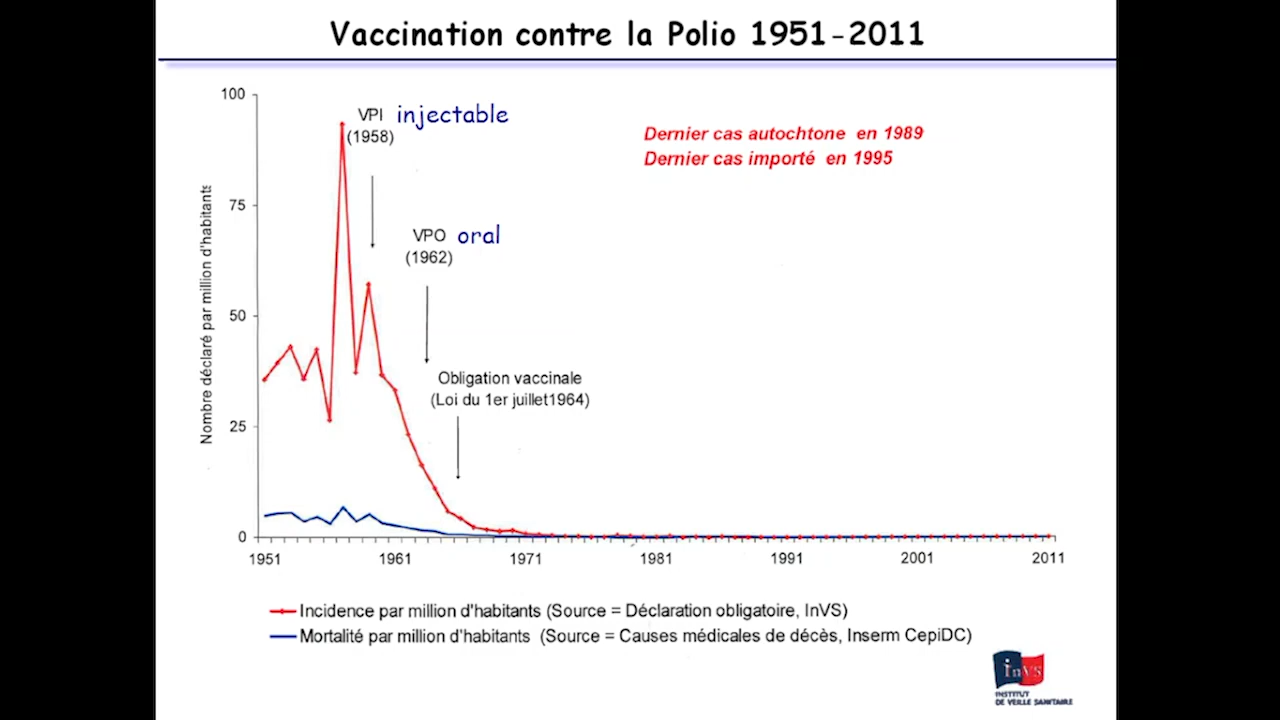 Vaccination contre la Polio 1951-2011
100
75
50
25
0
Nombre déclaré par million d'habitants
VPI injectable
(1958)
VPO oral
(1962)
Obligation vaccinale
(Loi du 1er juillet1964)
Dernier cas autochtone en 1989
Dernier cas importé en 1995
1951 1961 1971 1981 1991 2001 2011
Incidence par million d'habitants (Source = Déclaration obligatoire, InVS)
Mortalité par million d'habitants (Source = Causes médicales de décès, Inserm CepiDC)
InVS
INSTITUT
DE VEILLE SANITAIRE